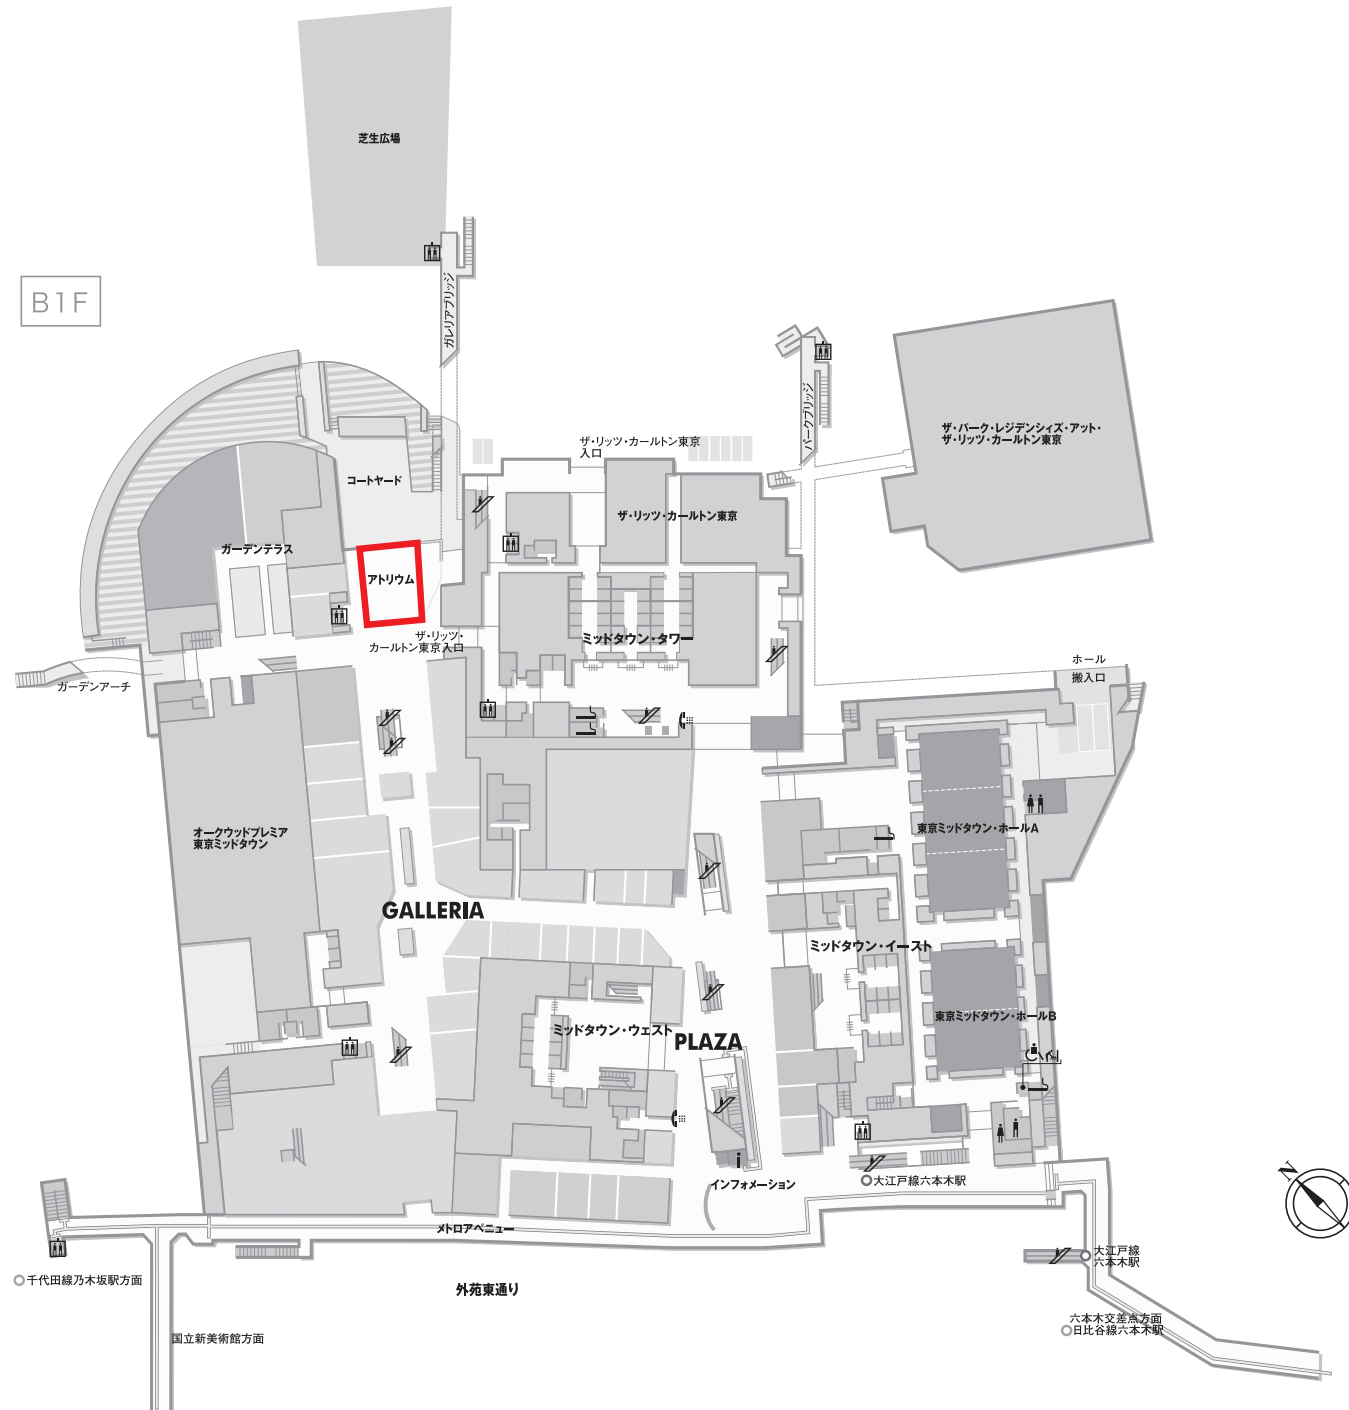 芝生広場
B1F
ガレリアブリッジ
パークブリッジ
ザ・パーク・レジデンシィズ・アット・
ザ・リッツ・カールトン東京
ザ・リッツ・カールトン東京
入口
コートヤード
ザ・リッツ・カールトン東京
ガーデンテラス
アトリウム
ザ・リッツ・
カールトン東京入口
ミッドタウン・タワー
ホール
搬入口
ガーデンアーチ
オークウッドプレミア
東京ミッドタウン
東京ミッドタウン・ホールA
GALLERIA
ミッドタウン・イースト
東京ミッドタウン・ホールB
ミッドタウン・ウェスト
PLAZA
インフォメーション
大江戸線六本木駅
N
メトロアベニュー
千代田線乃木坂駅方面
外苑東通り
大江戸線
六本木駅
六本木交差点方面
日比谷線六本木駅
国立新美術館方面